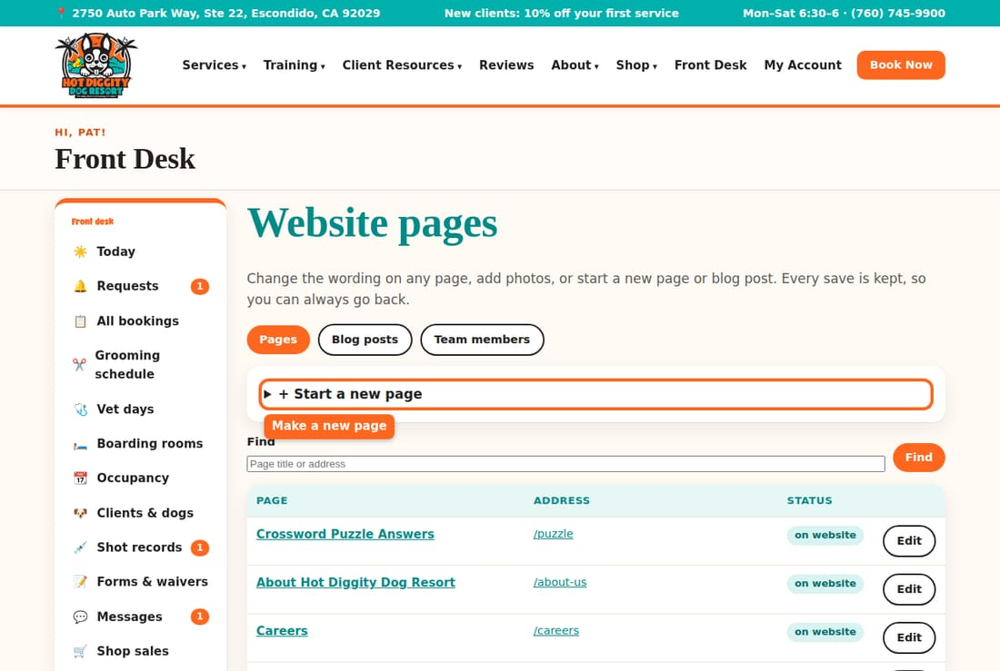 📍 2750 Auto Park Way, Ste 22, Escondido, CA 92029
New clients: 10% off your first service
Mon–Sat 6:30–6 · (760) 745-9900
HOT DIGGITY
DOG RESORT
Services ▾
Training ▾
Client Resources ▾
Reviews
About ▾
Shop ▾
Front Desk
My Account
Book Now
HI, PAT!
Front Desk
Front desk
Today
Requests 1
All bookings
Grooming
schedule
Vet days
Boarding rooms
Occupancy
Clients & dogs
Shot records 1
Forms & waivers
Messages 1
Shop sales
Website pages
Change the wording on any page, add photos, or start a new page or blog post. Every save is kept, so
you can always go back.
Pages
Blog posts
Team members
+ Start a new page
Make a new page
Find
Page title or address
Find
PAGE ADDRESS STATUS
Crossword Puzzle Answers /puzzle on website Edit
About Hot Diggity Dog Resort /about-us on website Edit
Careers /careers on website Edit